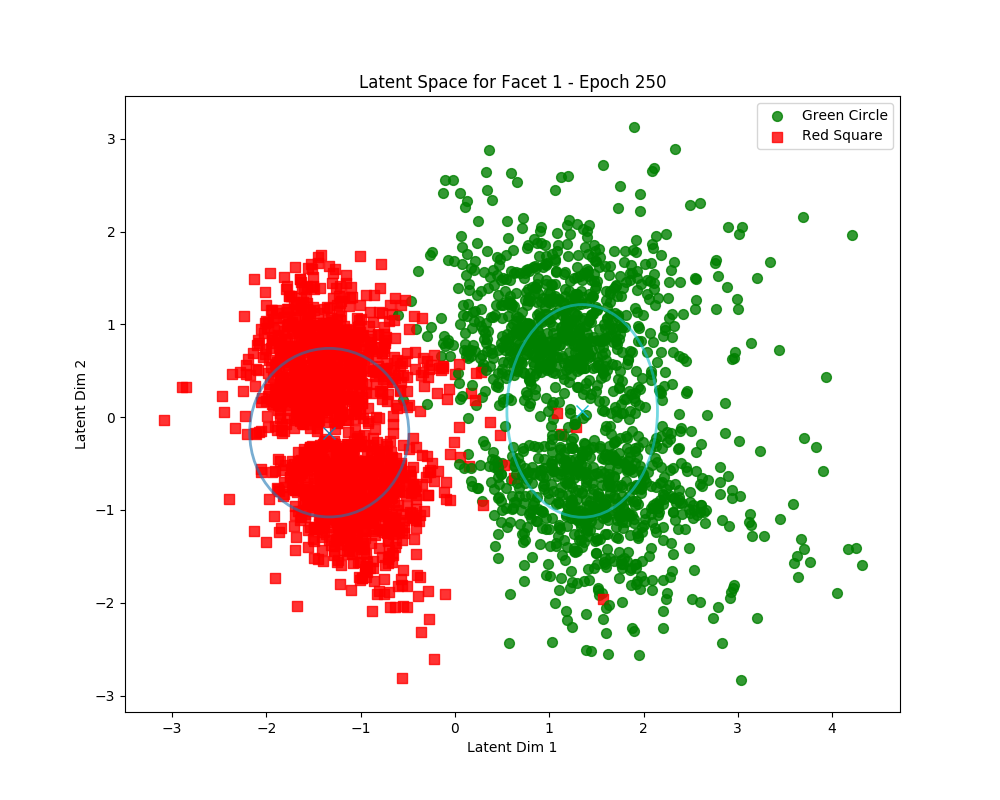 Latent Space for Facet 1 - Epoch 250
Green Circle
Red Square
3
2
1
0
−1
−2
−3
Latent Dim 2
−3 −2 −1 0 1 2 3 4
Latent Dim 1